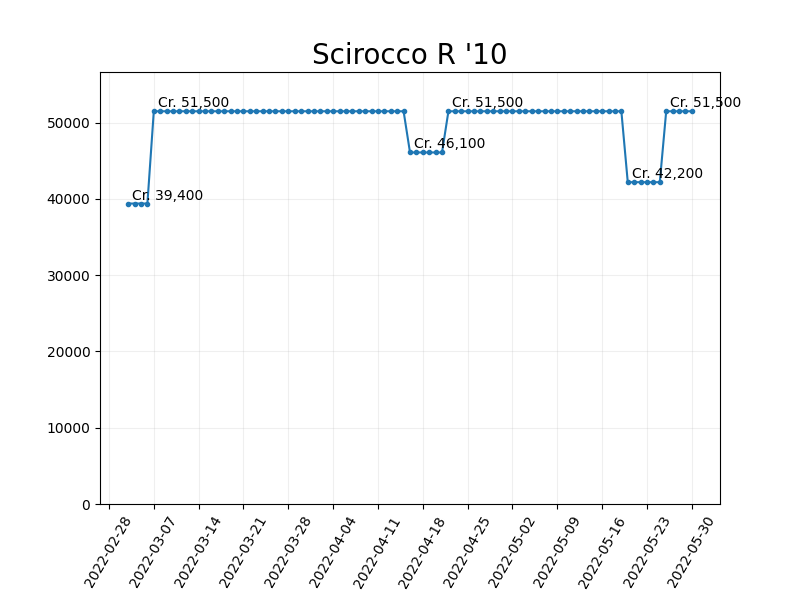 Scirocco R '10
Cr. 51,500
Cr. 51,500
Cr. 51,500
50000
Cr. 46,100
Cr. 42,200
Cr. 39,400
40000
30000
20000
10000
0
2022-02-28
2022-03-07
2022-03-14
2022-03-21
2022-03-28
2022-04-04
2022-04-11
2022-04-18
2022-04-25
2022-05-02
2022-05-09
2022-05-16
2022-05-23
2022-05-30